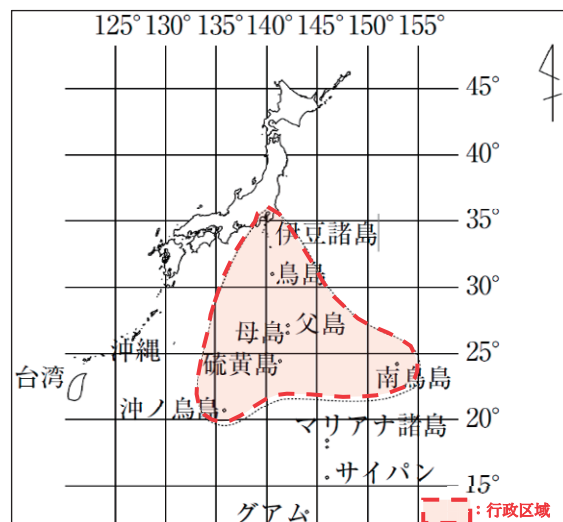 125° 130° 135° 140° 145° 150° 155°
45°
40°
35°
伊豆諸島
鳥島
30°
父島
母島
沖縄
25°
硫黄島
台湾
南鳥島
沖ノ鳥島
20°
マリアナ諸島
サイパン
15°
グアム
：行政区域